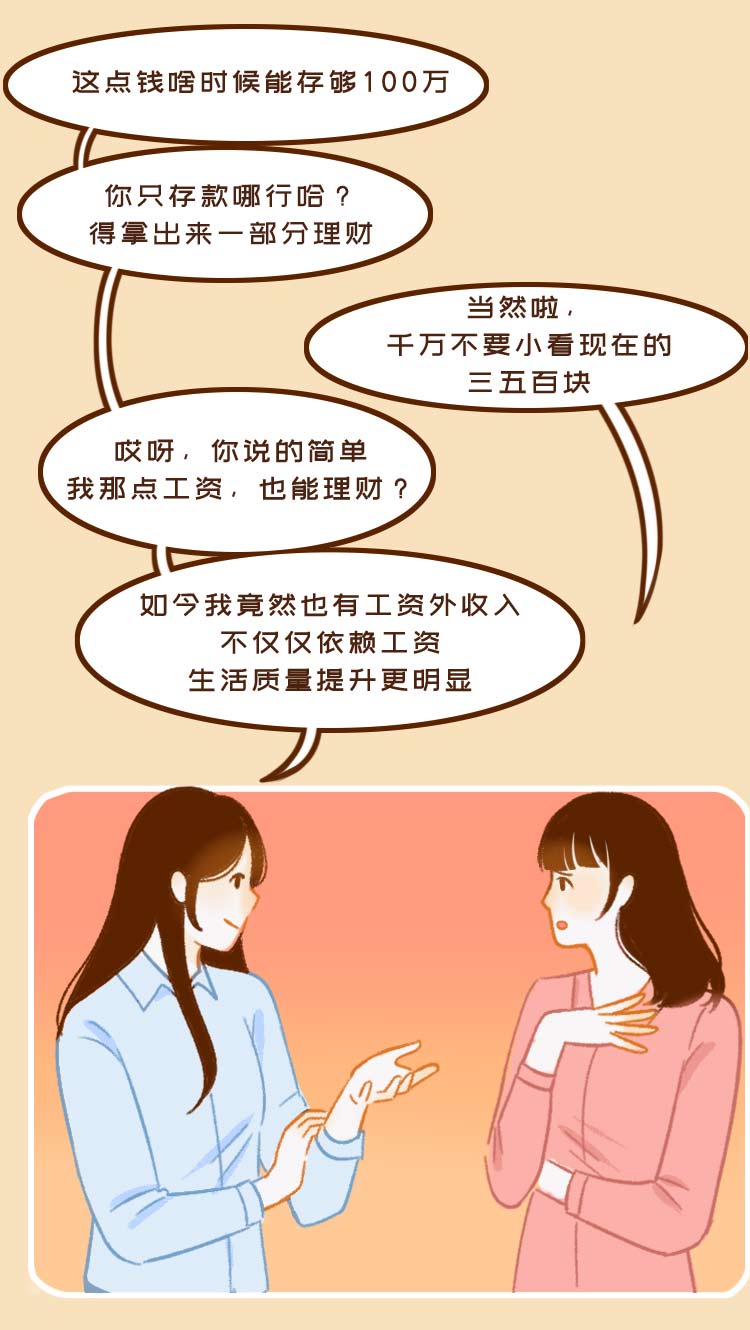 这点钱啥时候能存够100万
你只存款哪行哈？
得拿出来一部分理财
当然啦，
千万不要小看现在的
三五百块
哎呀，你说的简单
我那点工资，也能理财？
如今我竟然也有工资外收入
不仅仅依赖工资
生活质量提升更明显